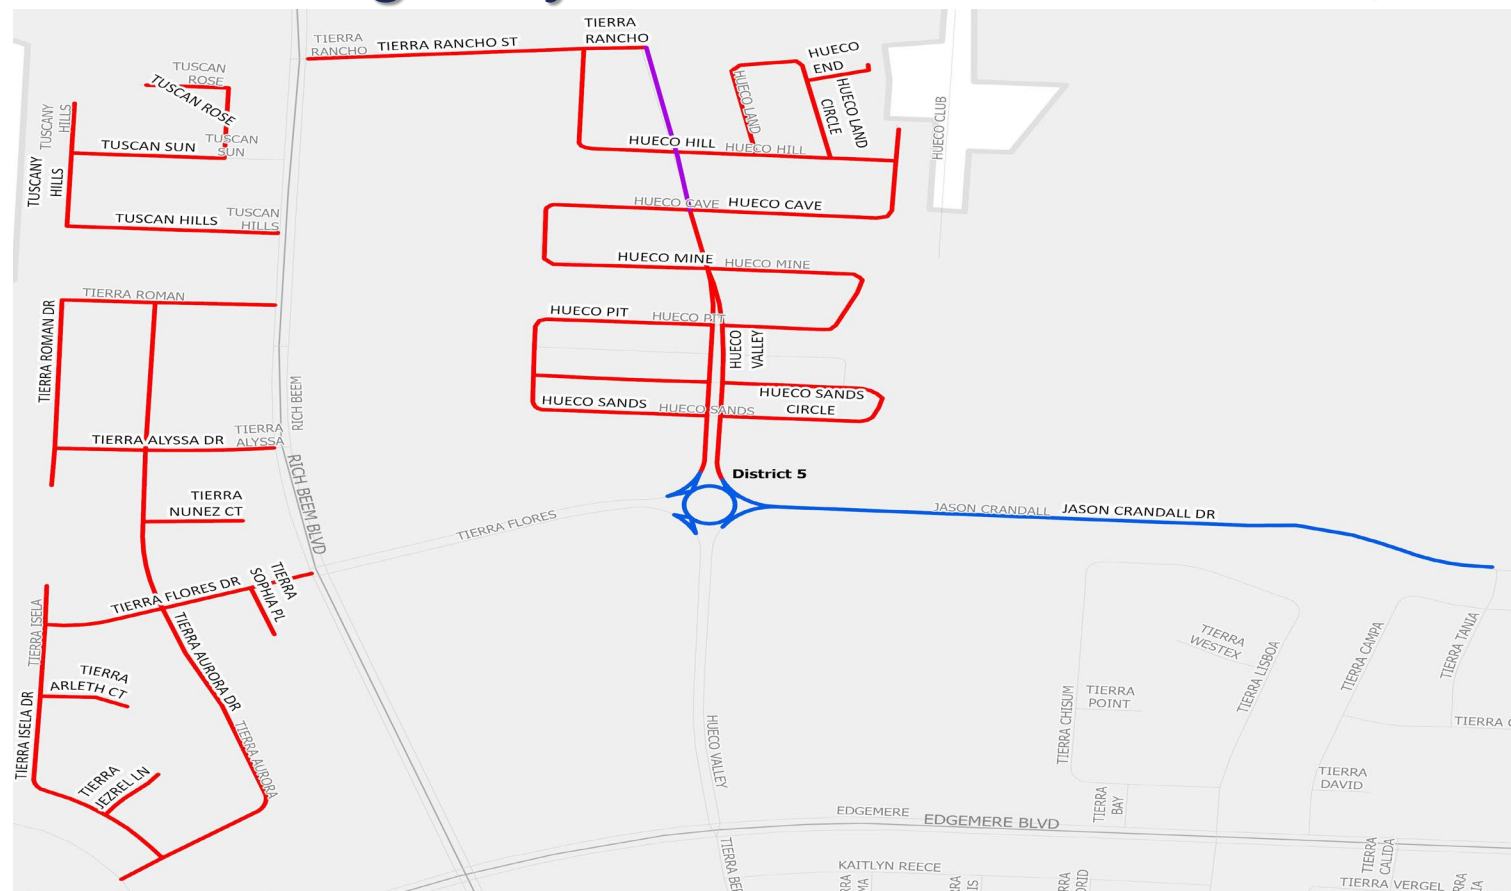 TIERRA
RANCHO
TIERRA RANCHO ST
TIERRA
RANCHO
HUECO
END
TUSCAN
ROSE
TUSCAN ROSE
TUSCANY
HILLS
TUSCAN SUN
TUSCAN
SUN
TUSCANY
HILLS
TUSCAN HILLS
TUSCAN
HILLS
HUECO LAND
HUECO LAND
CIRCLE
HUECO CLUB
HUECO HILL
HUECO HILL
HUECO CAVE
HUECO CAVE
HUECO MINE
HUECO MINE
TIERRA ROMAN
TIERRA ROMAN DR
HUECO PIT
HUECO PIT
HUECO
VALLEY
RICH BEEM
HUECO SANDS
HUECO SANDS
HUECO SANDS
CIRCLE
TIERRA ALYSSA DR
TIERRA
ALYSSA
RICH BEEM BLVD
District 5
TIERRA
NUNEZ CT
TIERRA FLORES
JASON CRANDALL
JASON CRANDALL DR
TIERRA FLORES DR
TIERRA
SOPHIA PL
TIERRA ISELA
TIERRA AURORA DR
TIERRA
ARLETH CT
TIERRA ISELA DR
TIERRA AURORA
TIERRA
JEZREL LN
HUECO VALLEY
TIERRA
WESTEX
TIERRA LISBOA
TIERRA CAMPA
TIERRA TANIA
TIERRA CHISUM
TIERRA
POINT
TIERRA
TIERRA
DAVID
TIERRA
BAY
EDGEMERE
EDGEMERE BLVD
TIERRA
CALIDA
KAITLYN REECE
TIERRA VERGEL
TIERRA